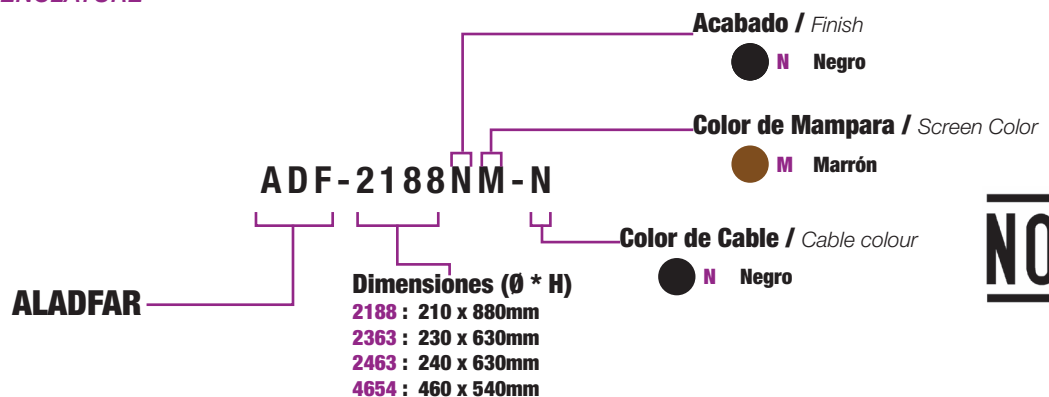 Acabado / Finish
N Negro
Color de Mampara / Screen Color
M Marrón
ADF-2188NM-N
Color de Cable / Cable colour
N Negro
ALADFAR
Dimensiones (Ø * H)
2188 : 210 x 880mm
2363 : 230 x 630mm
2463 : 240 x 630mm
4654 : 460 x 540mm
NO